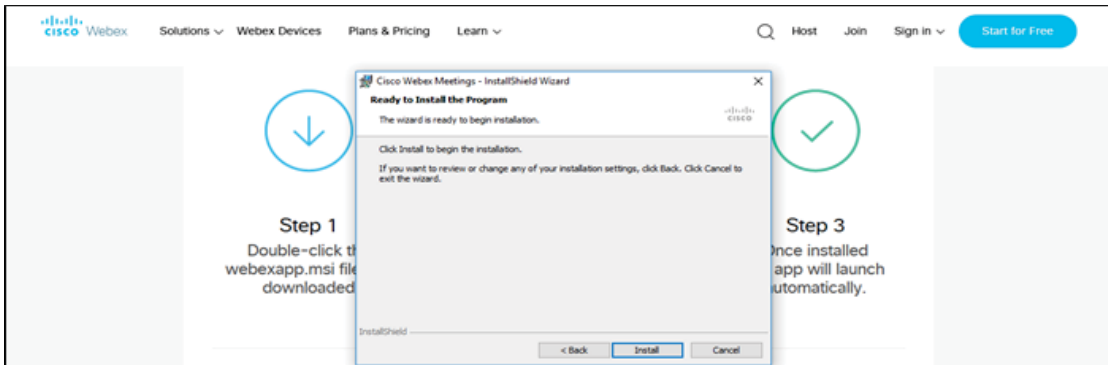 CISCO Webex
Solutions
Webex Devices
Plans & Pricing
Learn
Host
Join
Sign in
Start for Free
Cisco Webex Meetings - InstallShield Wizard
Ready to Install the Program
The wizard is ready to begin installation.
CISCO
Click Install to begin the installation.
If you want to review or change any of your installation settings, click Back. Click Cancel to
exit the wizard.
InstallShield
< Back
Install
Cancel
Step 1
Double-click th
webexapp.msi file
downloaded
Step 3
Once installed
app will launch
utomatically.